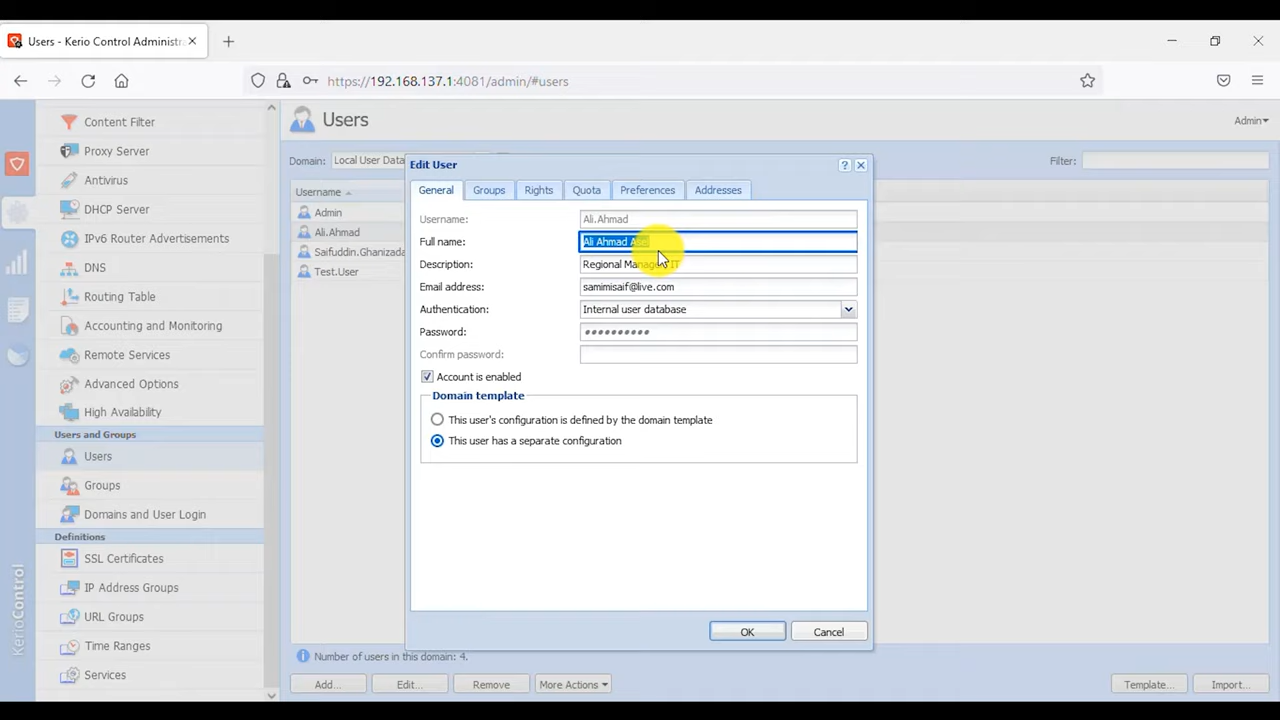 Users - Kerio Control Administra
https://192.168.137.1:4081/admin/#users
Content Filter
Proxy Server
Antivirus
DHCP Server
IPv6 Router Advertisements
DNS
Routing Table
Accounting and Monitoring
Remote Services
Advanced Options
High Availability
Users and Groups
Users
Groups
Domains and User Login
Definitions
SSL Certificates
IP Address Groups
URL Groups
Time Ranges
Services
KerioControl
Users
Admin
Domain: Local User Data
Filter:
Username
Admin
Ali.Ahmad
Saifuddin.Ghanizada
Test.User
Edit User
General Groups Rights Quota Preferences Addresses
Username: Ali.Ahmad
Full name: Ali Ahmad
Description: Regional Manager IT
Email address: samimisaif@live.com
Authentication: Internal user database
Password: ••••••••••
Confirm password:
Account is enabled
Domain template
This user's configuration is defined by the domain template
This user has a separate configuration
OK Cancel
Number of users in this domain: 4.
Add... Edit... Remove More Actions Template... Import...